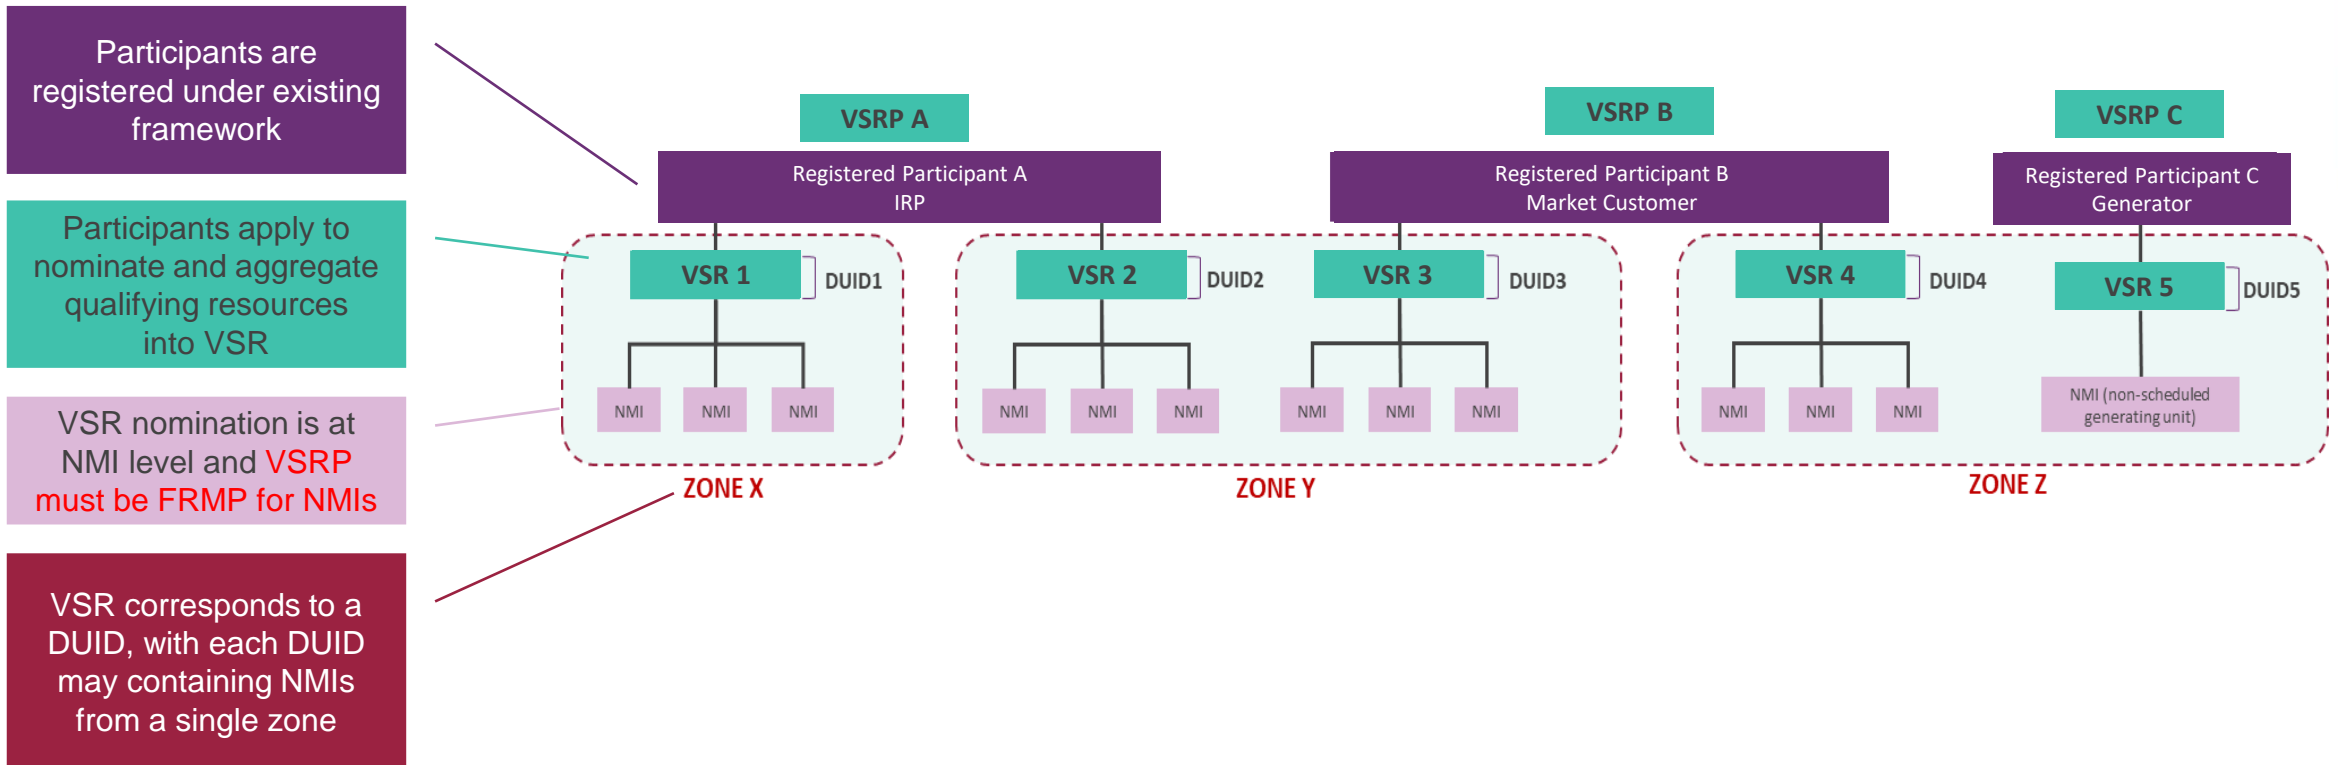 Participants are
registered under existing
framework
Participants apply to
nominate and aggregate
qualifying resources
into VSR
VSR nomination is at
NMI level and VSRP
must be FRMP for NMIs
VSR corresponds to a
DUID, with each DUID
may containing NMIs
from a single zone
VSRP A
VSRP B
VSRP C
Registered Participant A
IRP
Registered Participant B
Market Customer
Registered Participant C
Generator
VSR 1
DUID1
VSR 2
DUID2
VSR 3
DUID3
VSR 4
DUID4
VSR 5
DUID5
NMI
NMI
NMI
NMI
NMI
NMI
NMI
NMI
NMI
NMI
NMI
NMI
NMI (non-scheduled
generating unit)
ZONE X
ZONE Y
ZONE Z